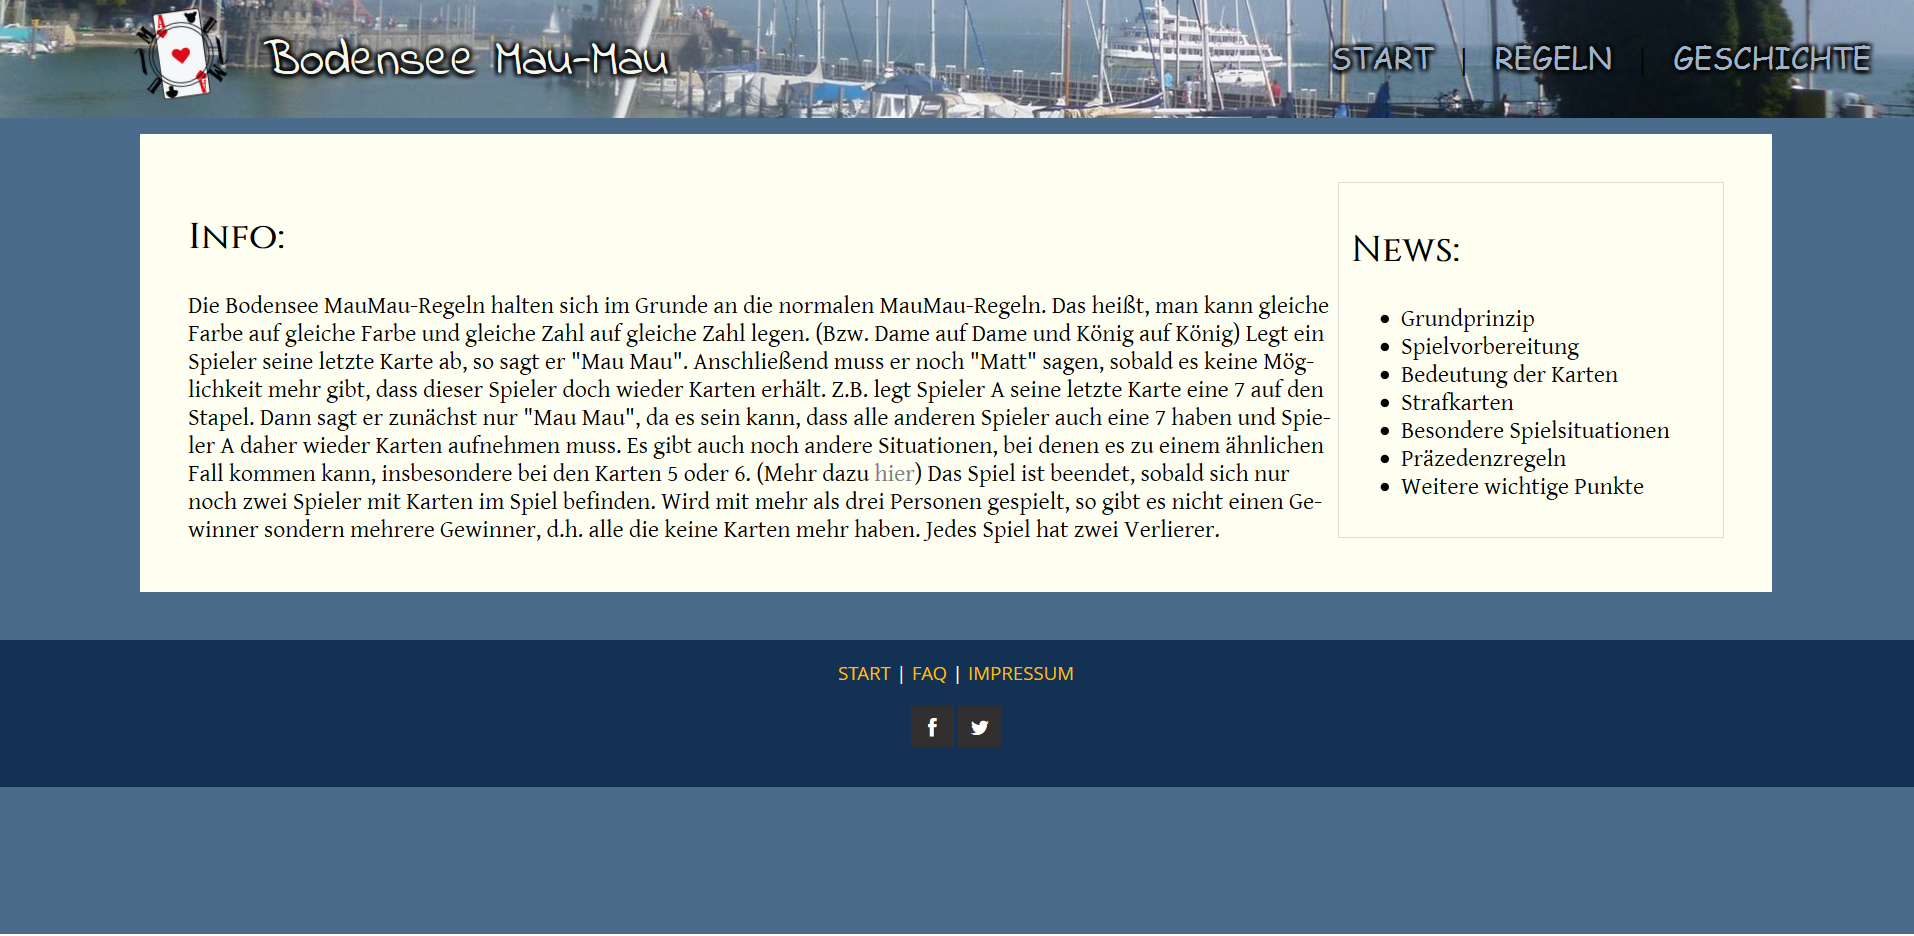 Bodensee Mau-Mau
START | REGELN | GESCHICHTE
Info:
Die Bodensee MauMau-Regeln halten sich im Grunde an die normalen MauMau-Regeln. Das heißt, man kann gleiche
Farbe auf gleiche Farbe und gleiche Zahl auf gleiche Zahl legen. (Bzw. Dame auf Dame und König auf König) Legt ein
Spieler seine letzte Karte ab, so sagt er "Mau Mau". Anschließend muss er noch "Matt" sagen, sobald es keine Mög-
lichkeit mehr gibt, dass dieser Spieler doch wieder Karten erhält. Z.B. legt Spieler A seine letzte Karte eine 7 auf den
Stapel. Dann sagt er zunächst nur "Mau Mau", da es sein kann, dass alle anderen Spieler auch eine 7 haben und Spie-
ler A daher wieder Karten aufnehmen muss. Es gibt auch noch andere Situationen, bei denen es zu einem ähnlichen
Fall kommen kann, insbesondere bei den Karten 5 oder 6. (Mehr dazu hier) Das Spiel ist beendet, sobald sich nur
noch zwei Spieler mit Karten im Spiel befinden. Wird mit mehr als drei Personen gespielt, so gibt es nicht einen Ge-
winner sondern mehrere Gewinner, d.h. alle die keine Karten mehr haben. Jedes Spiel hat zwei Verlierer.
News:
• Grundprinzip
• Spielvorbereitung
• Bedeutung der Karten
• Strafkarten
• Besondere Spielsituationen
• Präzedenzregeln
• Weitere wichtige Punkte
START | FAQ | IMPRESSUM